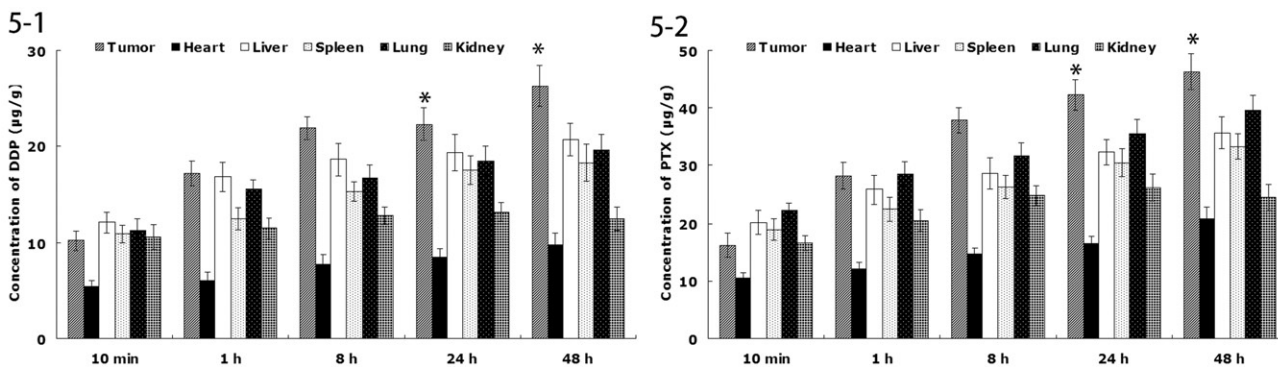 5-1
Tumor Heart Liver Spleen Lung Kidney
*
*
Concentration of DDP (μg/g)
30
20
10
0
10 min 1 h 8 h 24 h 48 h
5-2
Tumor Heart Liver Spleen Lung Kidney
*
*
Concentration of PTX (μg/g)
50
40
30
20
10
0
10 min 1 h 8 h 24 h 48 h